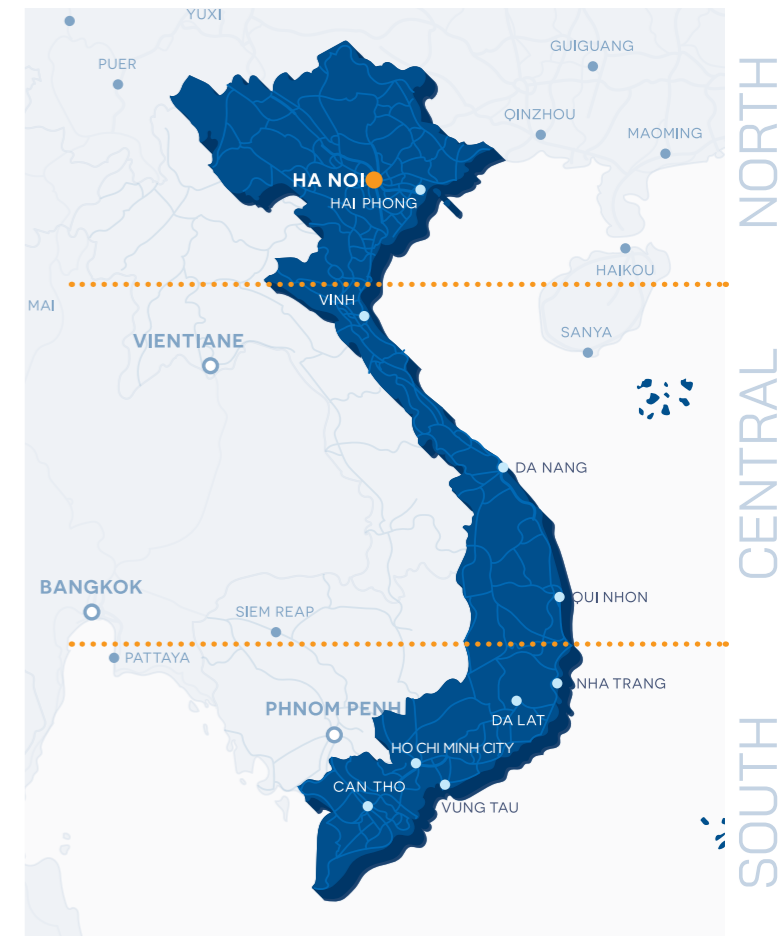 YUXI
GUIGUANG
PUER
NORTH
QINZHOU
MAOMING
HA NOI
HAI PHONG
HAIKOU
VINH
MAI
SANYA
VIENTIANE
CENTRAL
DA NANG
BANGKOK
QUI NHON
SIEM REAP
PATTAYA
NHA TRANG
PHNOM PENH
DA LAT
HO CHI MINH CITY
CAN THO
VUNG TAU
SOUTH